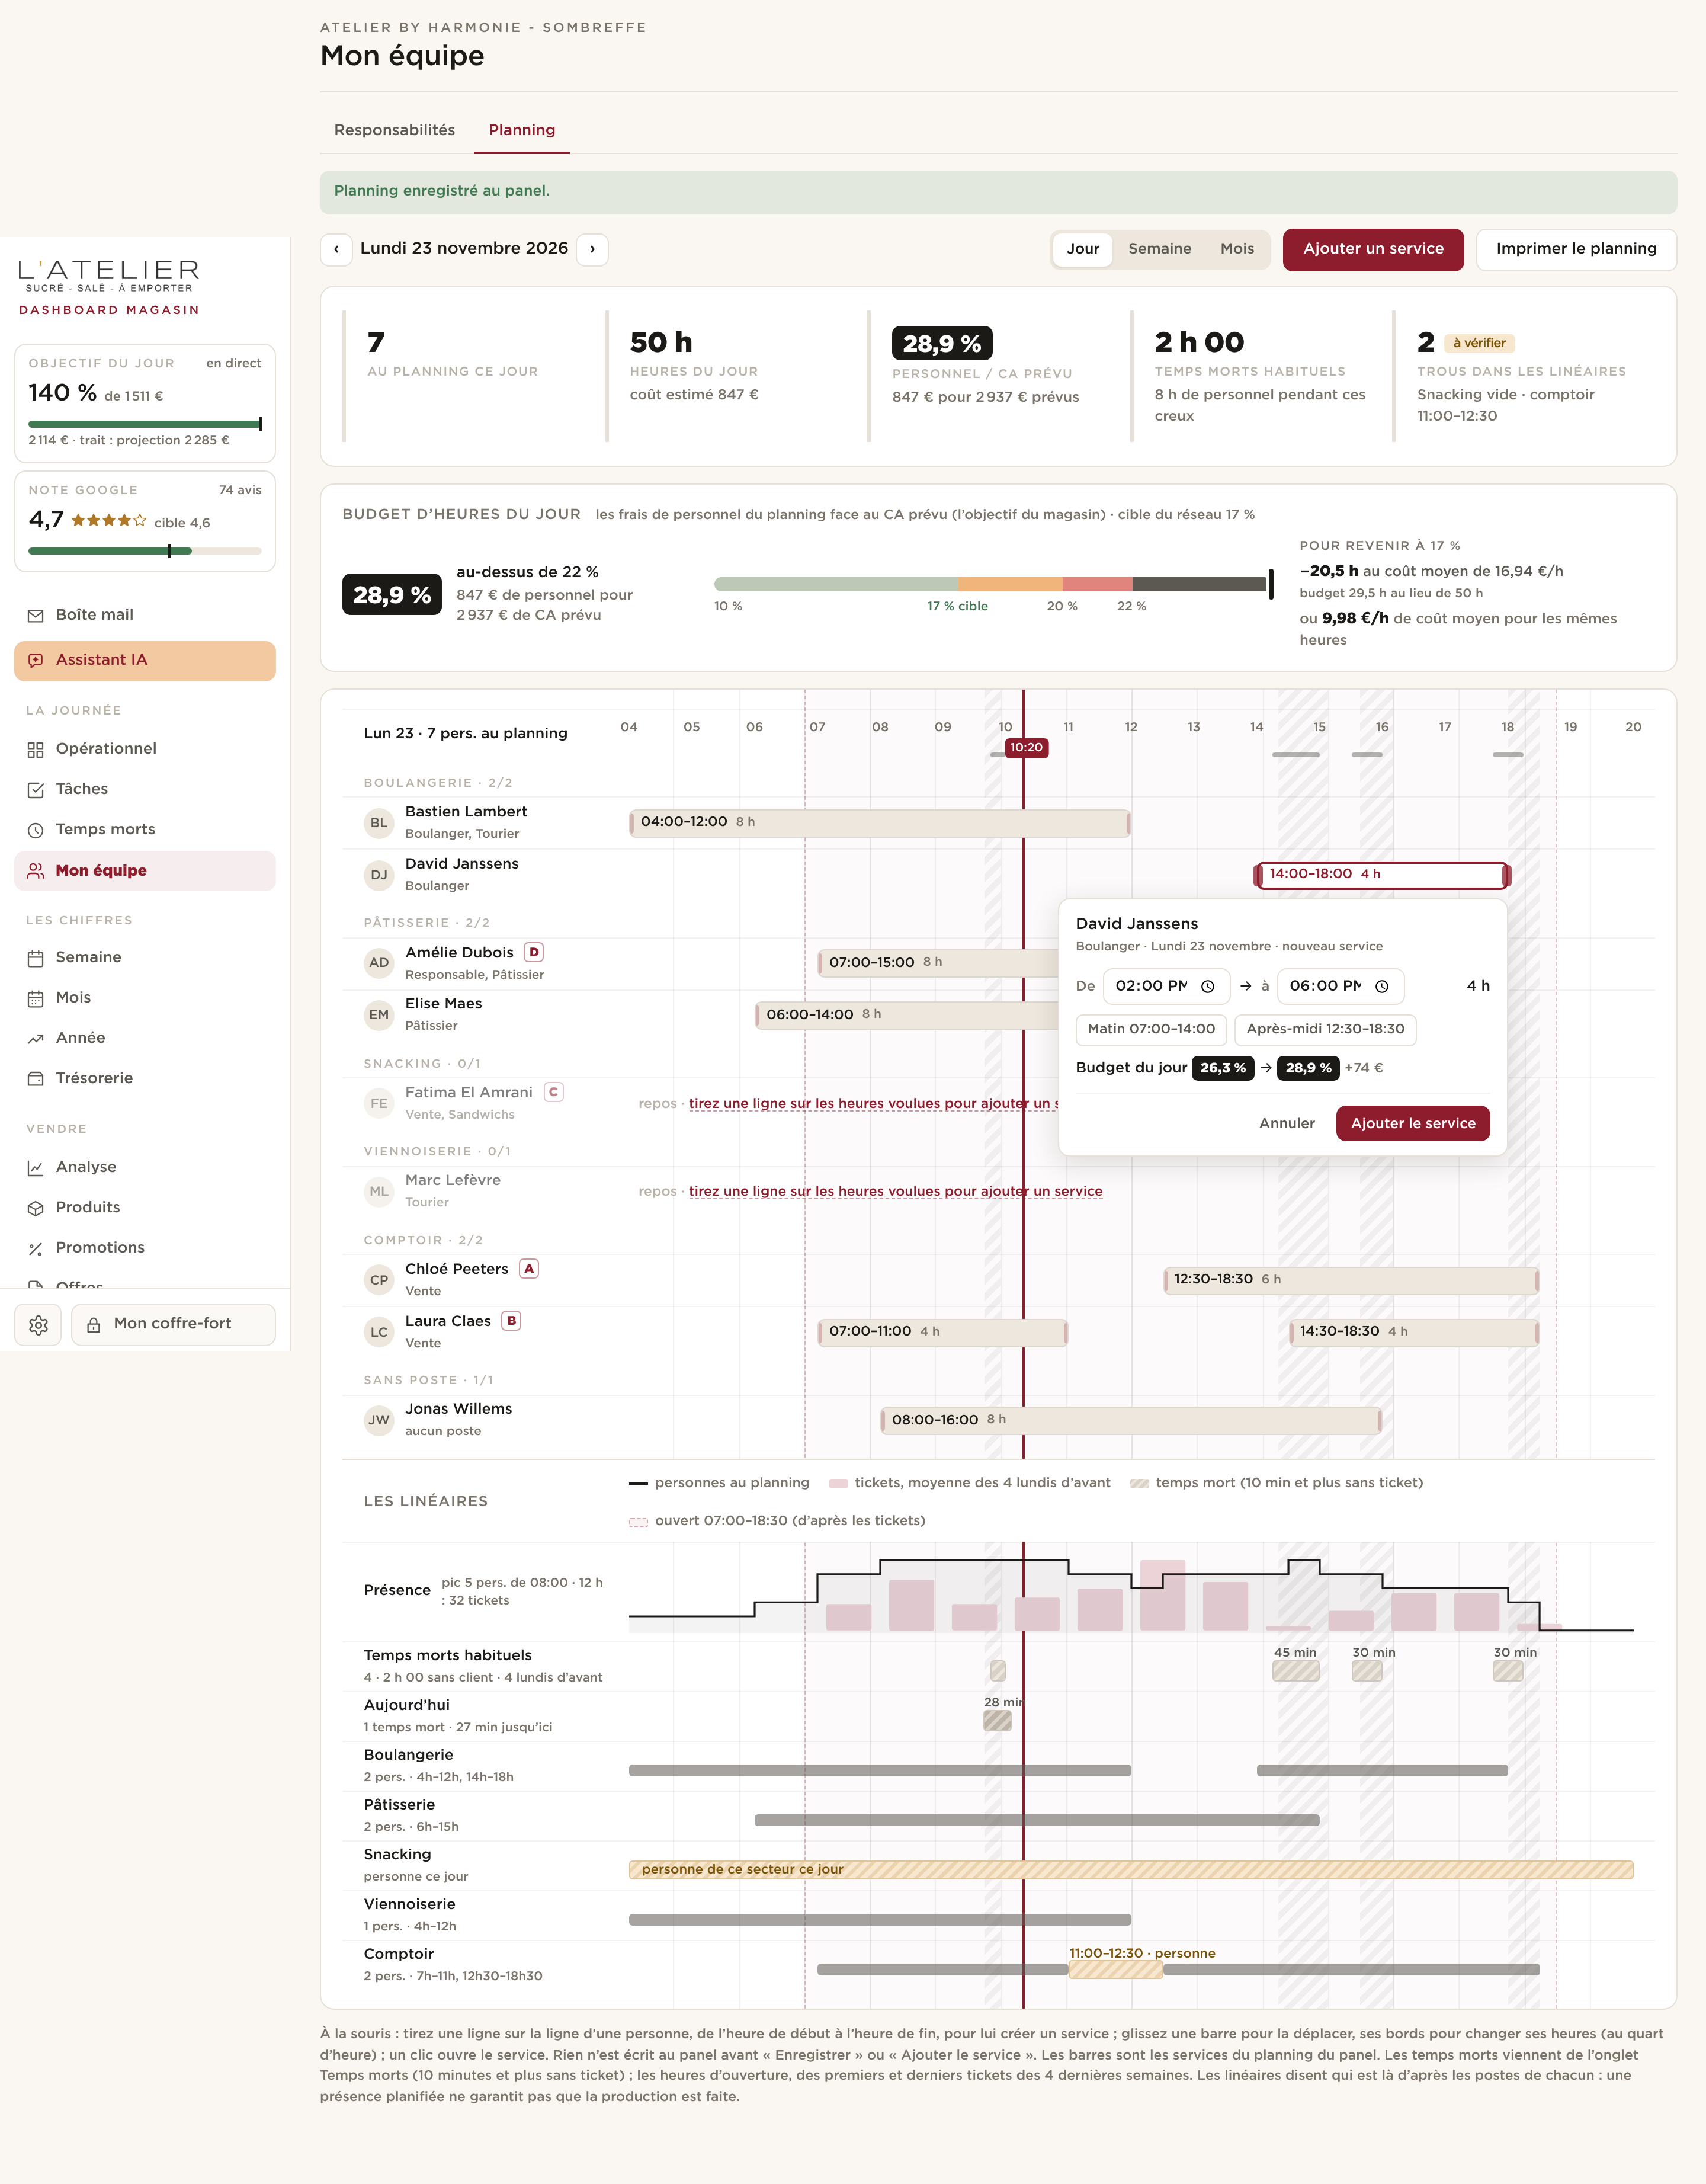 ATELIER BY HARMONIE - SOMBREFFE
Mon équipe
Responsabilités
Planning
Planning enregistré au panel.
‹
Lundi 23 novembre 2026
›
Jour
Semaine
Mois
Ajouter un service
Imprimer le planning
L'ATELIER
SUCRÉ - SALÉ - À EMPORTER
DASHBOARD MAGASIN
OBJECTIF DU JOUR
en direct
140 % de 1 511 €
2 114 € · trait : projection 2 285 €
NOTE GOOGLE
74 avis
4,7
cible 4,6
Boîte mail
Assistant IA
LA JOURNÉE
Opérationnel
Tâches
Temps morts
Mon équipe
LES CHIFFRES
Semaine
Mois
Année
Trésorerie
VENDRE
Analyse
Produits
Promotions
Offres
Mon coffre-fort
7
AU PLANNING CE JOUR
50 h
HEURES DU JOUR
coût estimé 847 €
28,9 %
PERSONNEL / CA PRÉVU
847 € pour 2 937 € prévus
2 h 00
TEMPS MORTS HABITUELS
8 h de personnel pendant ces
creux
2 à vérifier
TROUS DANS LES LINÉAIRES
Snacking vide · comptoir
11:00–12:30
BUDGET D’HEURES DU JOUR
les frais de personnel du planning face au CA prévu (l’objectif du magasin) · cible du réseau 17 %
28,9 %
au-dessus de 22 %
847 € de personnel pour
2 937 € de CA prévu
10 %
17 % cible
20 %
22 %
POUR REVENIR À 17 %
−20,5 h au coût moyen de 16,94 €/h
budget 29,5 h au lieu de 50 h
ou 9,98 €/h de coût moyen pour les mêmes
heures
Lun 23 · 7 pers. au planning
04 05 06 07 08 09 10 11 12 13 14 15 16 17 18 19 20
10:20
BOULANGERIE · 2/2
BL
Bastien Lambert
Boulanger, Tourier
04:00–12:00 8 h
DJ
David Janssens
Boulanger
14:00–18:00 4 h
PÂTISSERIE · 2/2
AD
Amélie Dubois D
Responsable, Pâtissier
07:00–15:00 8 h
EM
Elise Maes
Pâtissier
06:00–14:00 8 h
SNACKING · 0/1
FE
Fatima El Amrani C
Vente, Sandwichs
repos · tirez une ligne sur les heures voulues pour ajouter un s
VIENNOISERIE · 0/1
ML
Marc Lefèvre
Tourier
repos · tirez une ligne sur les heures voulues pour ajouter un service
David Janssens
Boulanger · Lundi 23 novembre · nouveau service
De 02:00 PM → à 06:00 PM 4 h
Matin 07:00–14:00
Après-midi 12:30–18:30
Budget du jour 26,3 % → 28,9 % +74 €
Annuler
Ajouter le service
COMPTOIR · 2/2
CP
Chloé Peeters A
Vente
12:30–18:30 6 h
LC
Laura Claes B
Vente
07:00–11:00 4 h
14:30–18:30 4 h
SANS POSTE · 1/1
JW
Jonas Willems
aucun poste
08:00–16:00 8 h
LES LINÉAIRES
personnes au planning
tickets, moyenne des 4 lundis d’avant
temps mort (10 min et plus sans ticket)
ouvert 07:00–18:30 (d’après les tickets)
Présence
pic 5 pers. de 08:00 · 12 h
: 32 tickets
Temps morts habituels
4 · 2 h 00 sans client · 4 lundis d’avant
45 min
30 min
30 min
Aujourd’hui
1 temps mort · 27 min jusqu’ici
28 min
Boulangerie
2 pers. · 4h–12h, 14h–18h
Pâtisserie
2 pers. · 6h–15h
Snacking
personne ce jour
personne de ce secteur ce jour
Viennoiserie
1 pers. · 4h–12h
Comptoir
2 pers. · 7h–11h, 12h30–18h30
11:00–12:30 · personne
À la souris : tirez une ligne sur la ligne d’une personne, de l’heure de début à l’heure de fin, pour lui créer un service ; glissez une barre pour la déplacer, ses bords pour changer ses heures (au quart
d’heure) ; un clic ouvre le service. Rien n’est écrit au panel avant « Enregistrer » ou « Ajouter le service ». Les barres sont les services du planning du panel. Les temps morts viennent de l’onglet
Temps morts (10 minutes et plus sans ticket) ; les heures d’ouverture, des premiers et derniers tickets des 4 dernières semaines. Les linéaires disent qui est là d’après les postes de chacun : une
présence planifiée ne garantit pas que la production est faite.